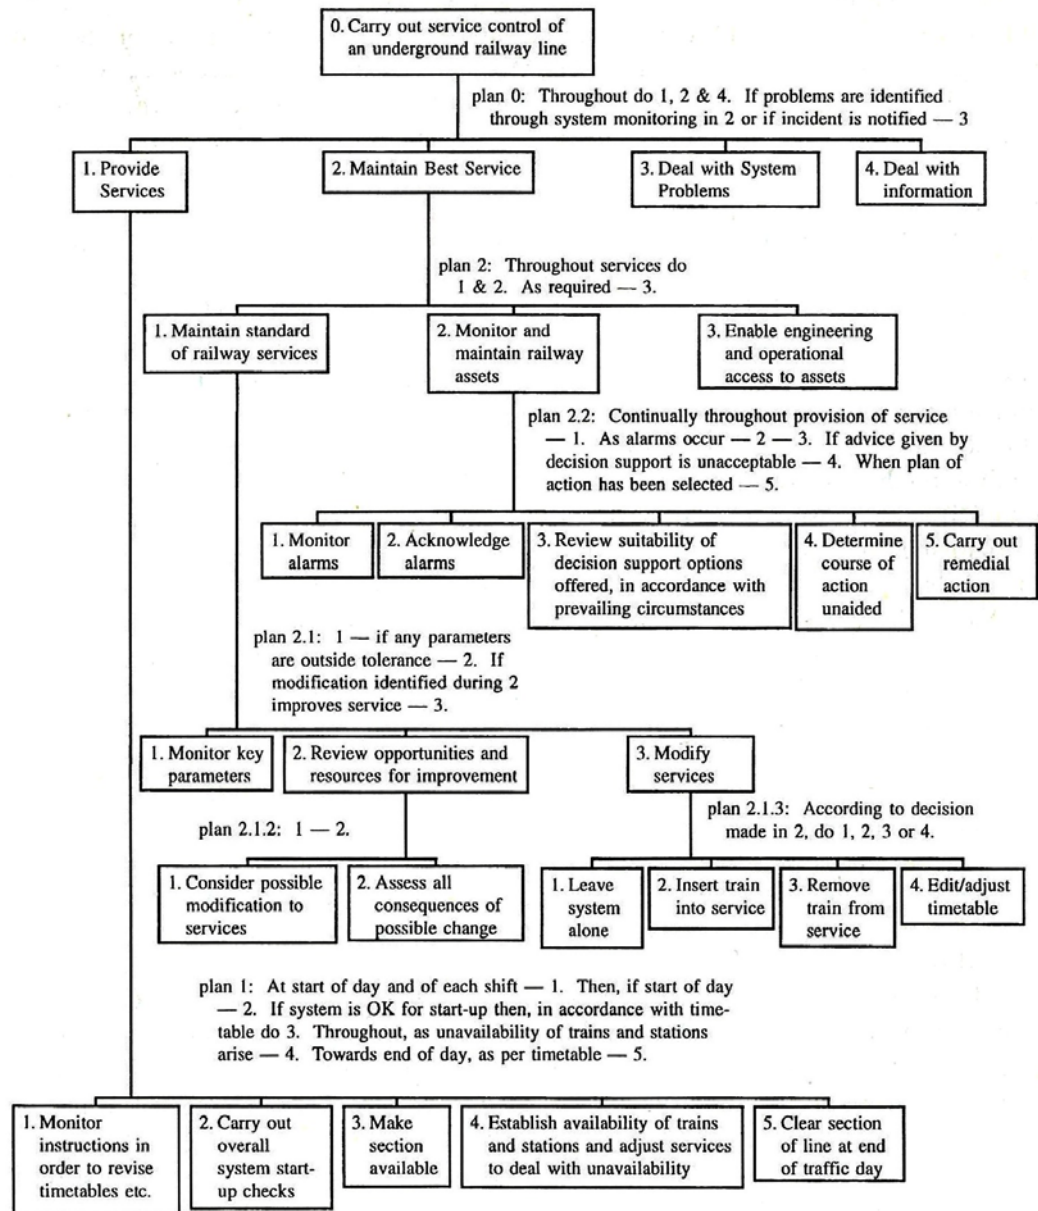 0. Carry out service control of
an underground railway line
plan 0: Throughout do 1, 2 & 4. If problems are identified
through system monitoring in 2 or if incident is notified — 3
1. Provide
Services
2. Maintain Best Service
3. Deal with System
Problems
4. Deal with
information
plan 2: Throughout services do
1 & 2. As required — 3.
1. Maintain standard
of railway services
2. Monitor and
maintain railway
assets
3. Enable engineering
and operational
access to assets
plan 2.2: Continually throughout provision of service
— 1. As alarms occur — 2 — 3. If advice given by
decision support is unacceptable — 4. When plan of
action has been selected — 5.
1. Monitor
alarms
2. Acknowledge
alarms
3. Review suitability of
decision support options
offered, in accordance with
prevailing circumstances
4. Determine
course of
action
unaided
5. Carry out
remedial
action
plan 2.1: 1 — if any parameters
are outside tolerance — 2. If
modification identified during 2
improves service — 3.
1. Monitor key
parameters
2. Review opportunities and
resources for improvement
3. Modify
services
plan 2.1.2: 1 — 2.
plan 2.1.3: According to decision
made in 2, do 1, 2, 3 or 4.
1. Consider possible
modification to
services
2. Assess all
consequences of
possible change
1. Leave
system
alone
2. Insert train
into service
3. Remove
train from
service
4. Edit/adjust
timetable
plan 1: At start of day and of each shift — 1. Then, if start of day
— 2. If system is OK for start-up then, in accordance with time-
table do 3. Throughout, as unavailability of trains and stations
arise — 4. Towards end of day, as per timetable — 5.
1. Monitor
instructions in
order to revise
timetables etc.
2. Carry out
overall
system start-
up checks
3. Make
section
available
4. Establish availability of trains
and stations and adjust services
to deal with unavailability
5. Clear section
of line at end
of traffic day